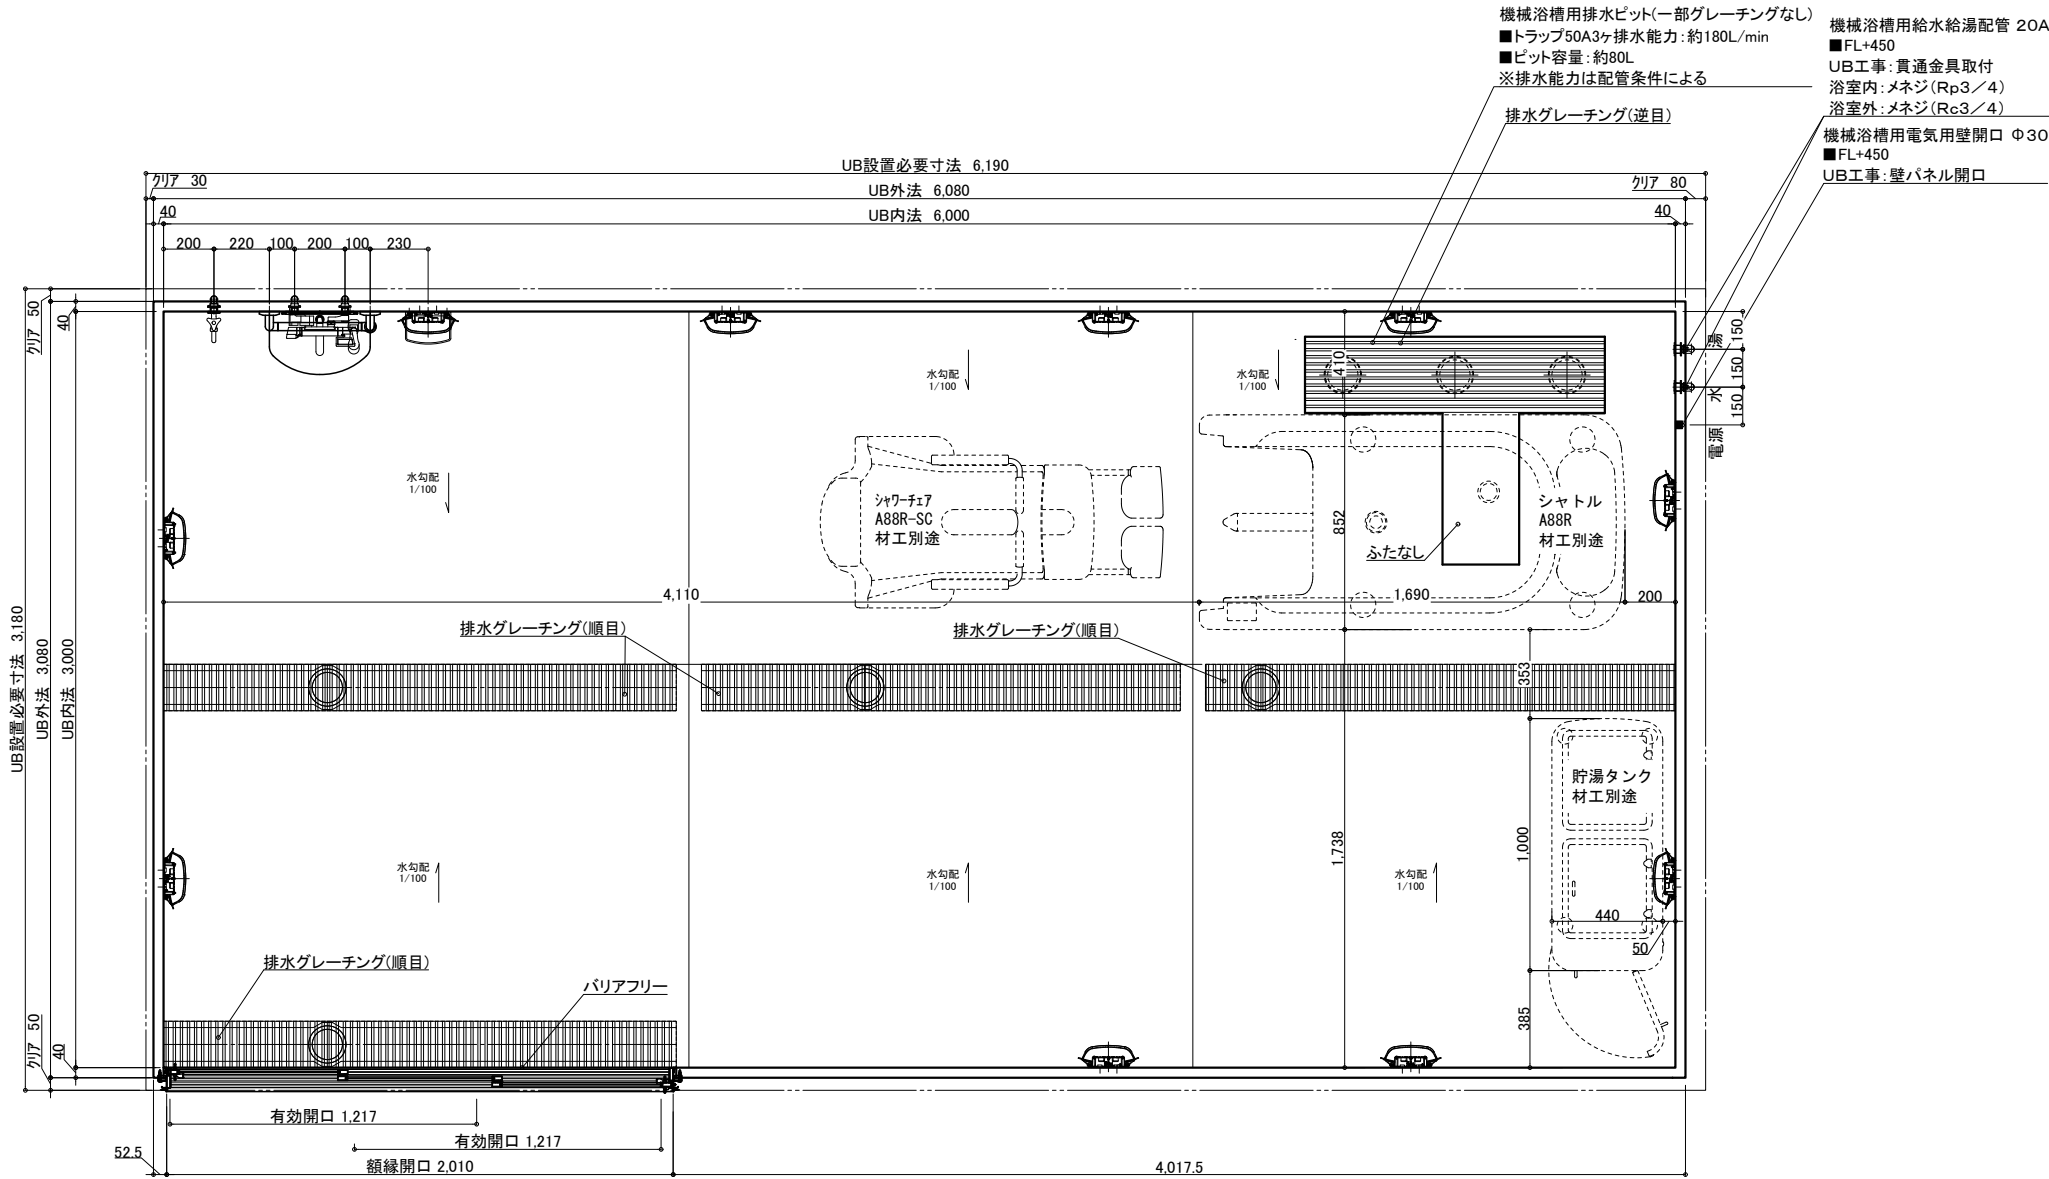 機械浴槽用排水ピット(一部グレーチングなし)
■トラップ50A3ヶ排水能力:約180L/min
■ピット容量:約80L
※排水能力は配管条件による
機械浴槽用給水給湯配管 20A
■FL+450
UB工事:貫通金具取付
浴室内:メネジ(Rp3/4)
浴室外:メネジ(Rc3/4)
排水グレーチング(逆目)
機械浴槽用電気用壁開口 Φ30
■FL+450
UB工事:壁パネル開口
UB設置必要寸法 6,190
クリア 30
UB外法 6,080
クリア 80
40
UB内法 6,000
40
200
220
100
200
100
230
クリア 50
40
湯
150
水
150
電源
150
410
水勾配
1/100
水勾配
1/100
水勾配
1/100
シャワーチェア
A88R-SC
材工別途
シャトル
A88R
材工別途
852
ふたなし
4,110
1,690
200
UB設置必要寸法 3,180
UB外法 3,080
UB内法 3,000
排水グレーチング(順目)
排水グレーチング(順目)
353
貯湯タンク
材工別途
1,738
1,000
水勾配
1/100
水勾配
1/100
水勾配
1/100
440
50
排水グレーチング(順目)
バリアフリー
クリア 50
40
385
有効開口 1,217
有効開口 1,217
52.5
額縁開口 2,010
4,017.5